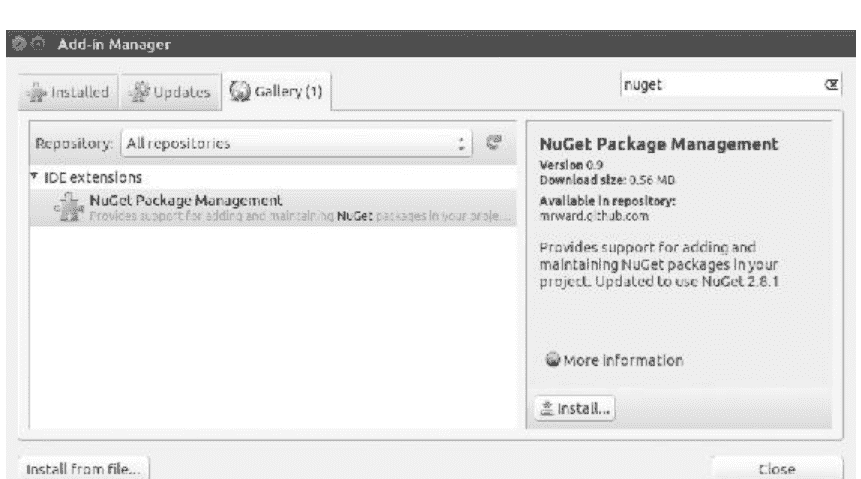 Add-in Manager
Installed
Updates
Gallery (1)
nuget
Repository: All repositories
IDE extensions
NuGet Package Management
Provides support for adding and maintaining NuGet packages in your proje...
NuGet Package Management
Version 0.9
Download size: 0.56 MB
Available in repository:
mrward.github.com
Provides support for adding and
maintaining NuGet packages in your
project. Updated to use NuGet 2.8.1
More information
Install...
Install from file...
Close